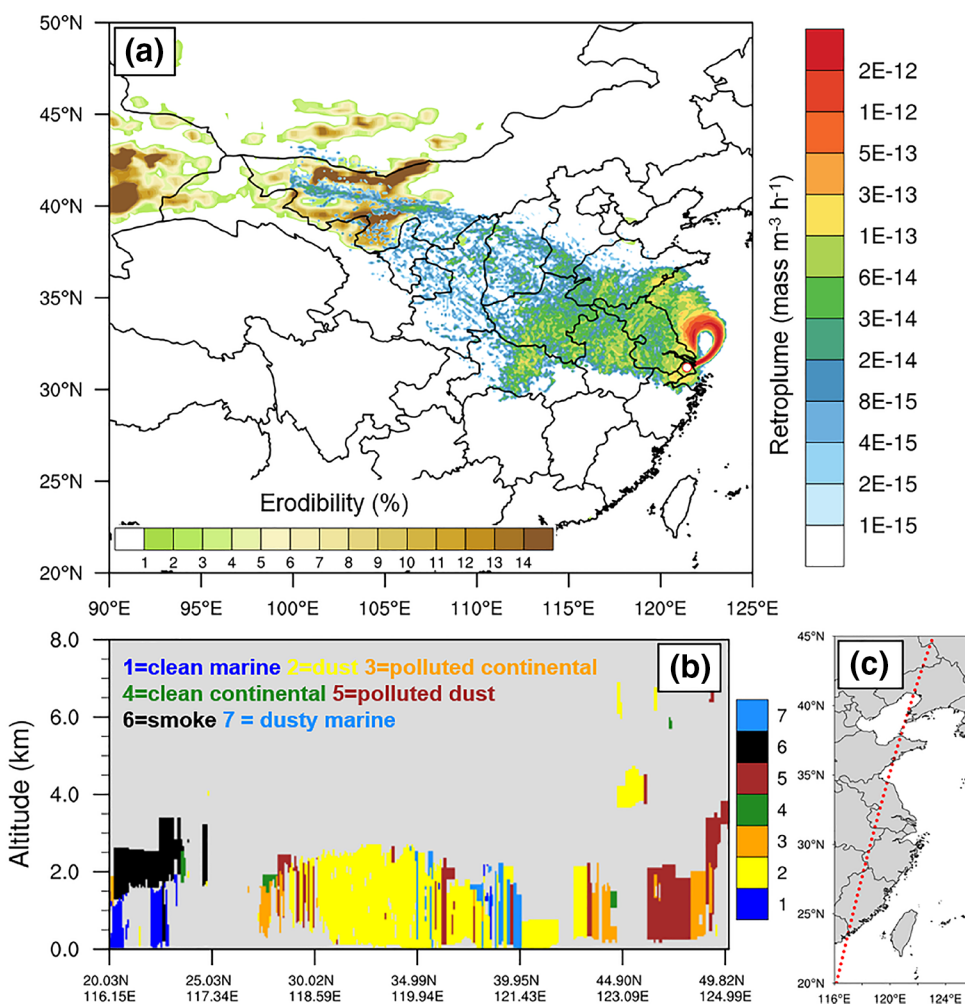 (a)
50°N
45°N
40°N
35°N
30°N
25°N
20°N
Erodibility (%)
1 2 3 4 5 6 7 8 9 10 11 12 13 14
90°E 95°E 100°E 105°E 110°E 115°E 120°E 125°E
2E-12
1E-12
5E-13
3E-13
1E-13
6E-14
3E-14
2E-14
8E-15
4E-15
2E-15
1E-15
Retroplume (mass m⁻³ h⁻¹)
(b)
1=clean marine 2=dust 3=polluted continental
4=clean continental 5=polluted dust
6=smoke 7 = dusty marine
Altitude (km)
8.0
6.0
4.0
2.0
0.0
20.03N 25.03N 30.02N 34.99N 39.95N 44.90N 49.82N
116.15E 117.34E 118.59E 119.94E 121.43E 123.09E 124.99E
7
6
5
4
3
2
1
(c)
45°N
40°N
35°N
30°N
25°N
20°N
116°E 120°E 124°E